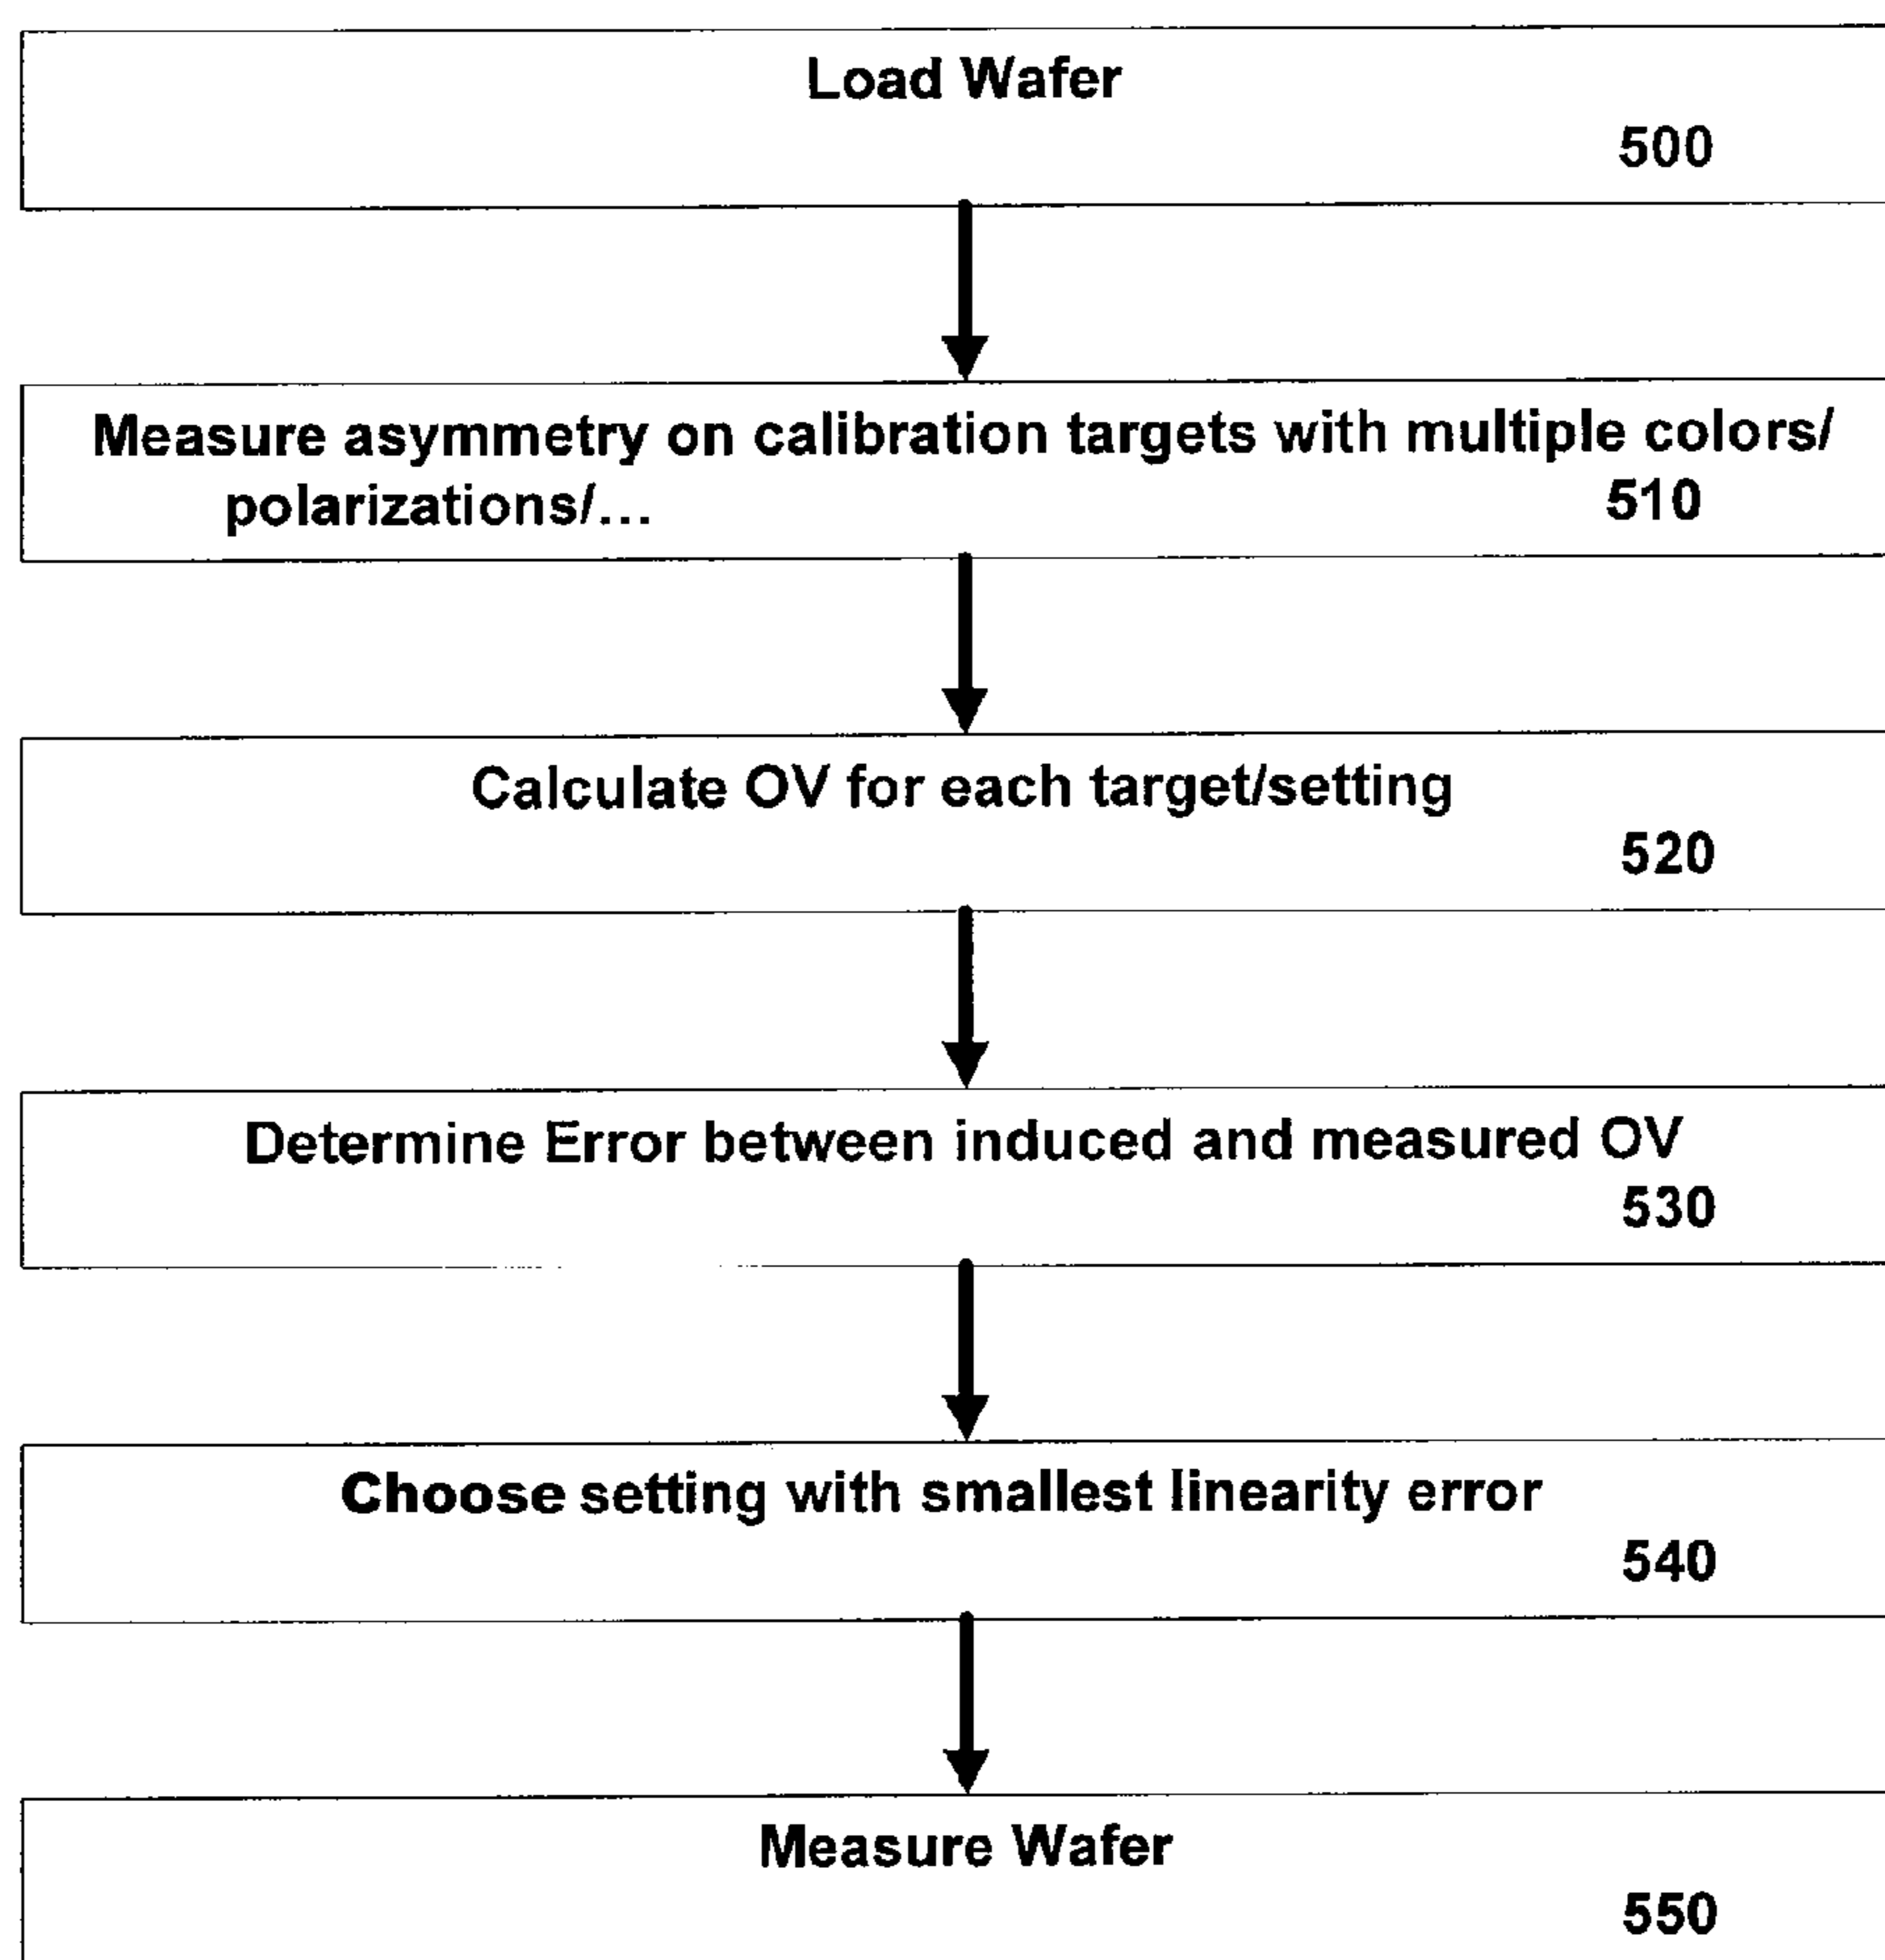 Load Wafer
500
Measure asymmetry on calibration targets with multiple colors/
polarizations/... 510
Calculate OV for each target/setting
520
Determine Error between induced and measured OV
530
Choose setting with smallest linearity error
540
Measure Wafer
550